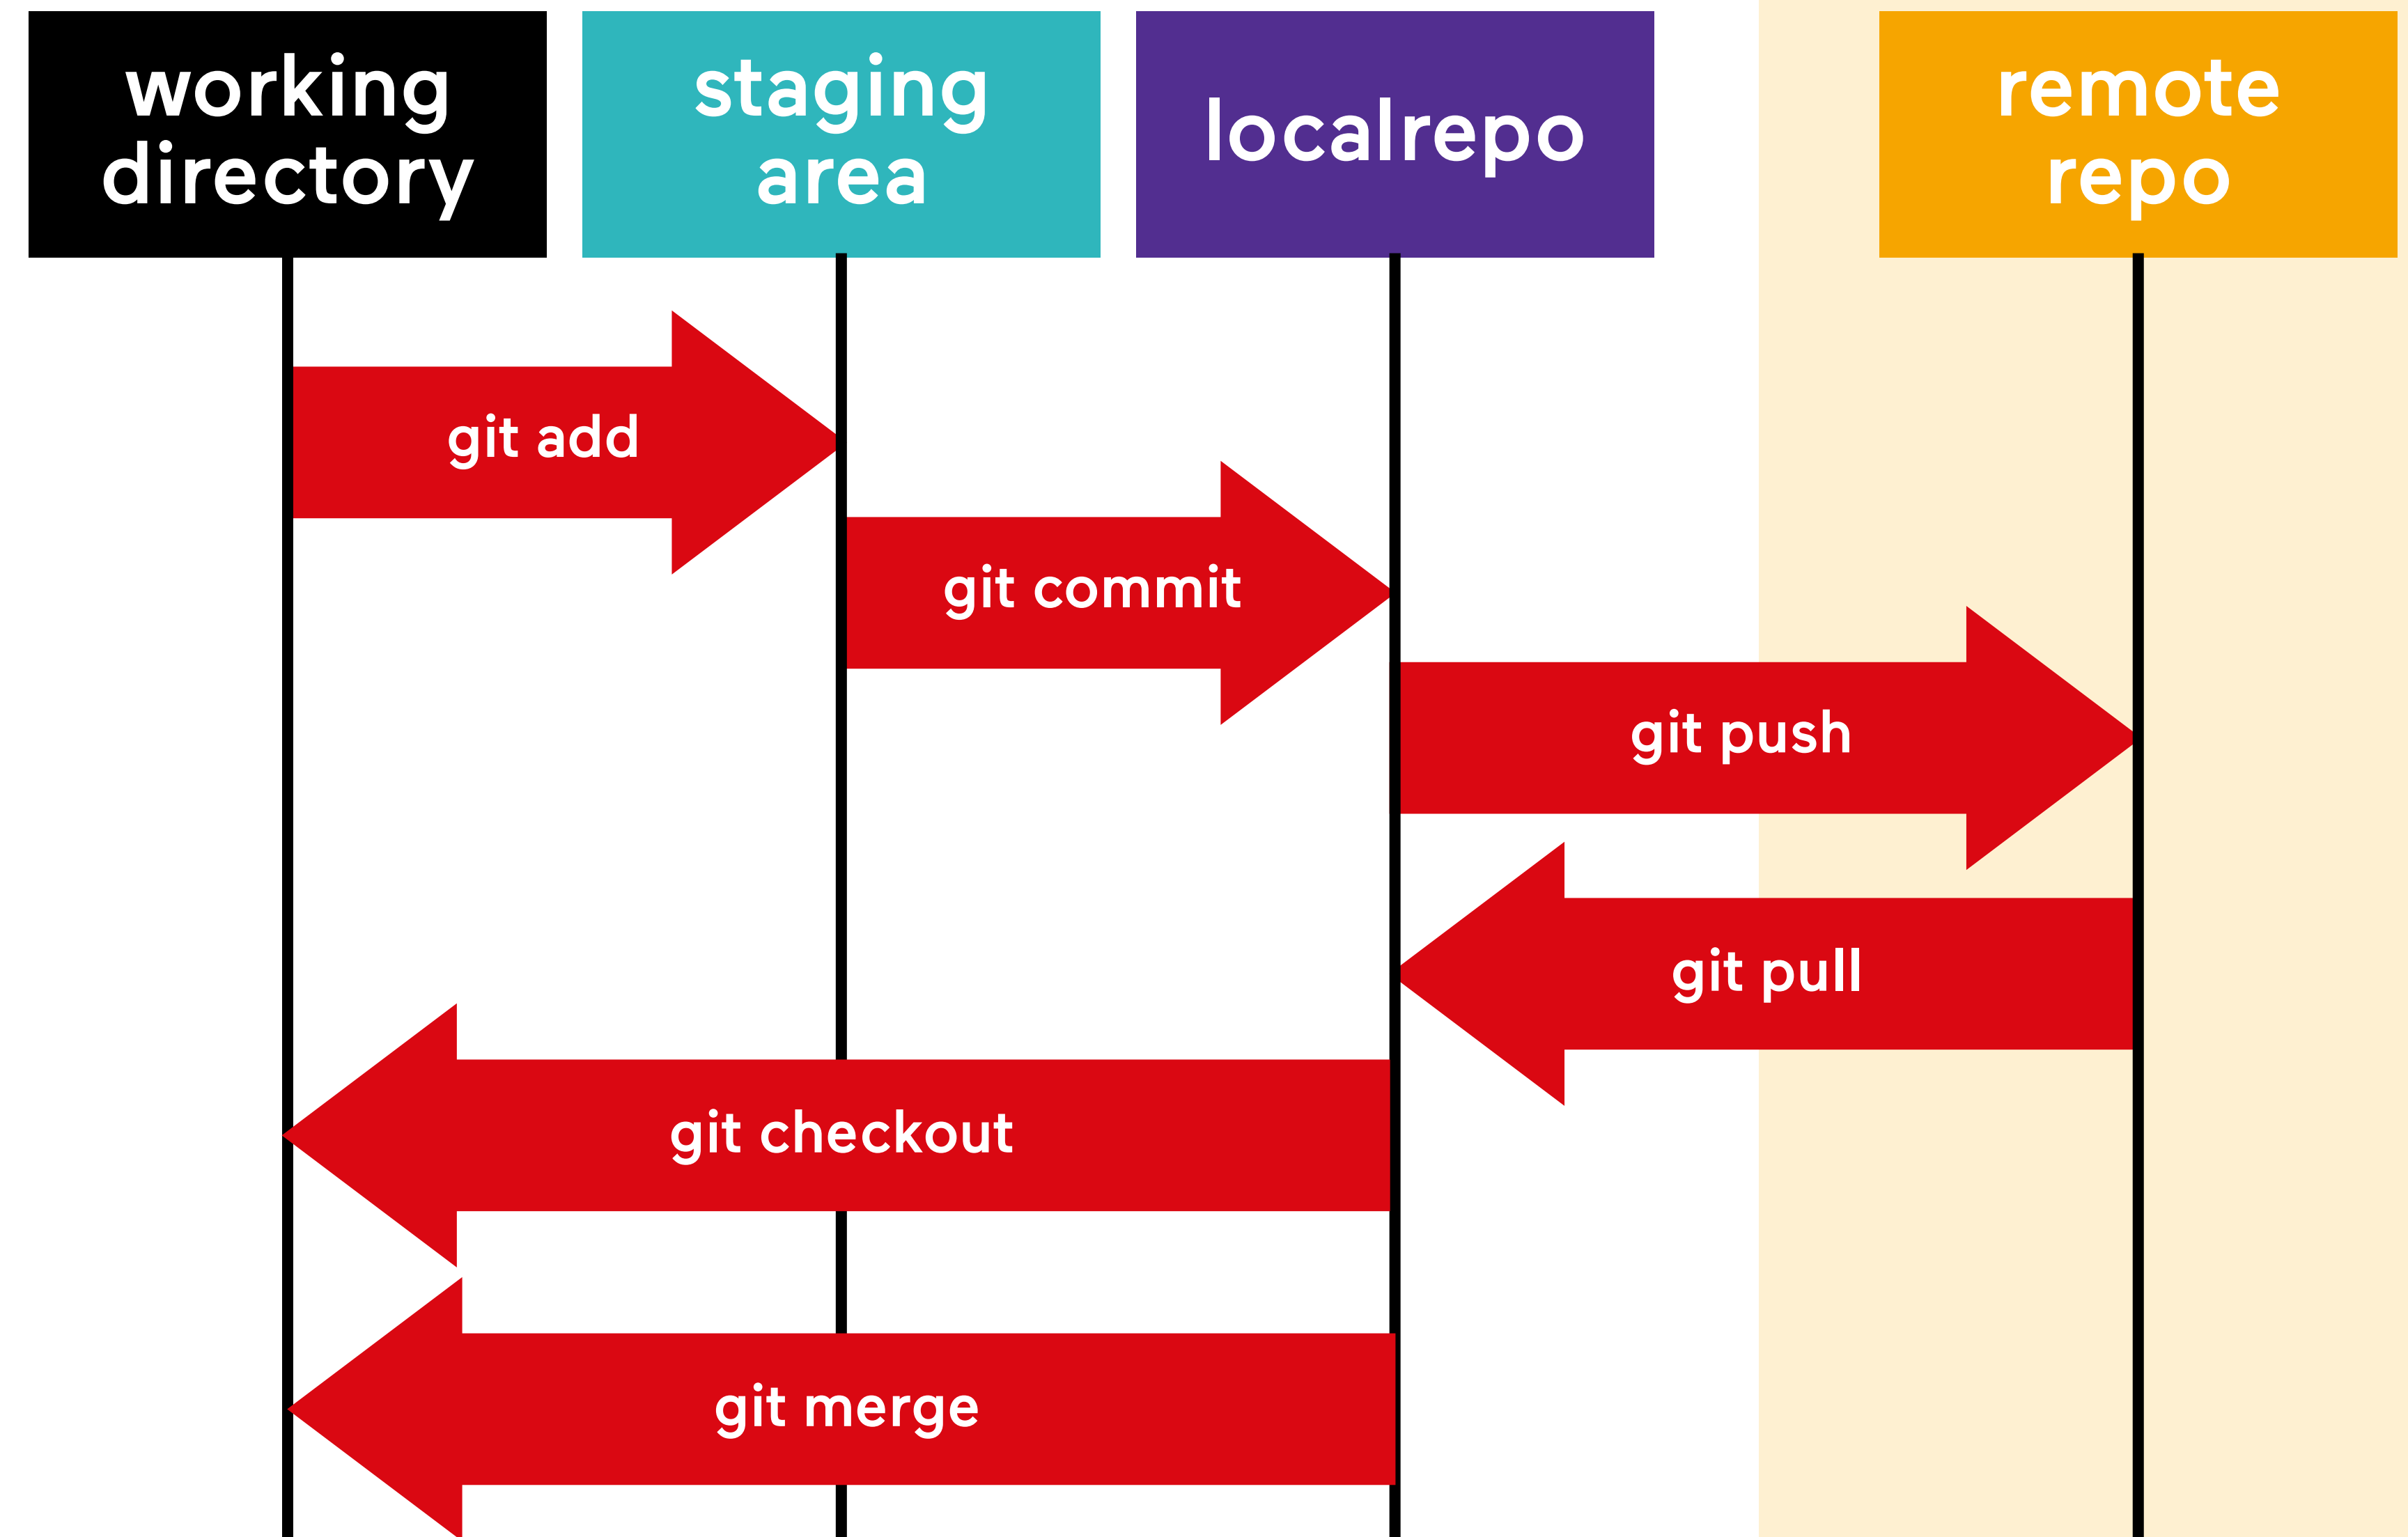 working
directory
staging
area
localrepo
remote
repo
git add
git commit
git push
git pull
git checkout
git merge